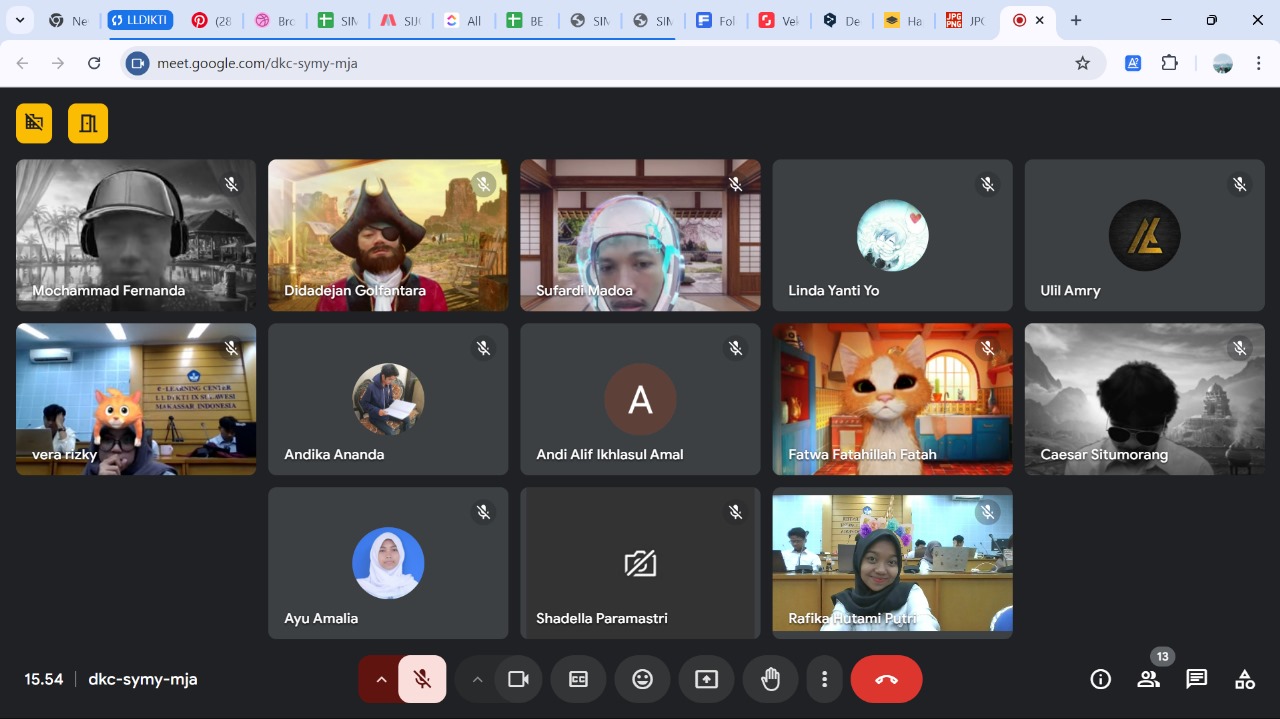 Ne
LLDIKTI
(28
Bro
SIN
SU
All
BE
SIN
SIN
Fol
Vel
De
Ha
JPG
PNG
JPG
meet.google.com/dkc-symy-mja
Mochammad Fernanda
Didadejan Golfantara
Sufardi Madoa
Linda Yanti Yo
Ulil Amry
E-LEARNING CENTER
LLDIKTI IX SULAWESI
MAKASSAR INDONESIA
vera rizky
Andika Ananda
A
Andi Alif Ikhlasul Amal
Fatwa Fatahillah Fatah
Caesar Situmorang
Ayu Amalia
Shadella Paramastri
Rafika Hutami Putri
15.54
dkc-symy-mja
CC
13